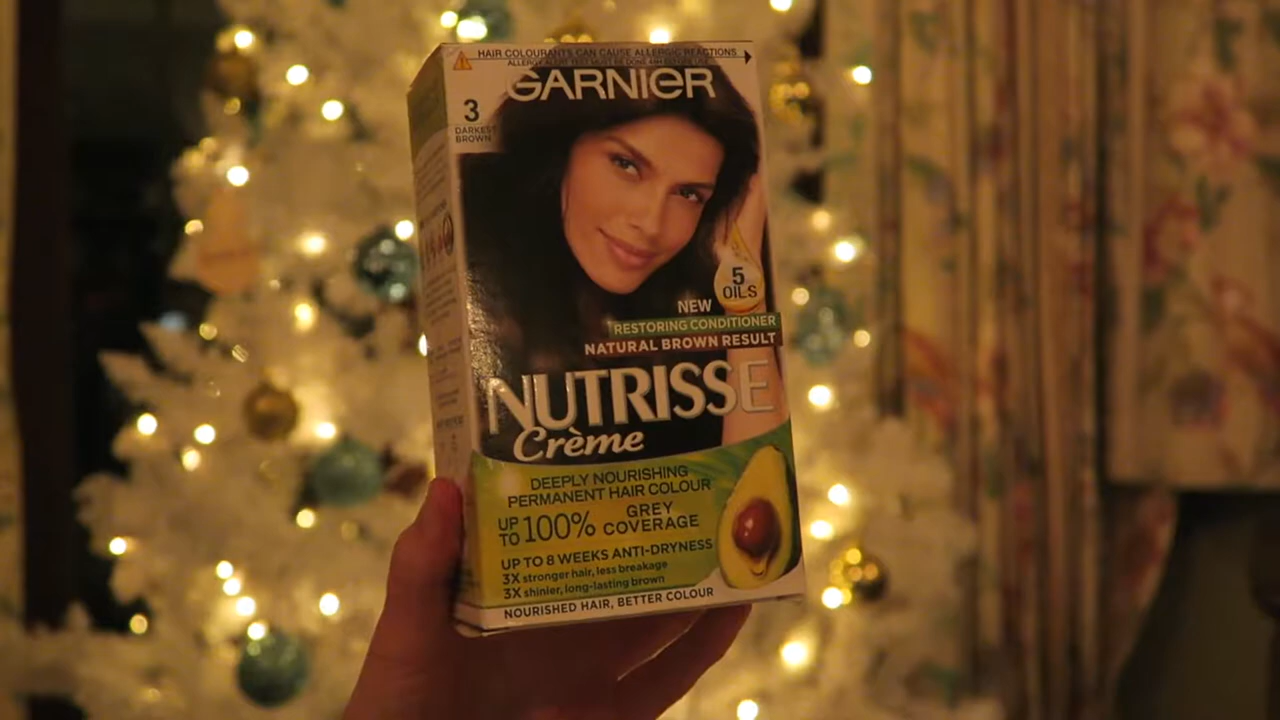 HAIR COLOURANTS CAN CAUSE ALLERGIC REACTIONS
GARNIER
3
DARKEST
BROWN
5
OILS
NEW
RESTORING CONDITIONER
NATURAL BROWN RESULT
NUTRISSE
Crème
DEEPLY NOURISHING
PERMANENT HAIR COLOUR
UP TO 100% GREY COVERAGE
UP TO 8 WEEKS ANTI-DRYNESS
3X stronger hair, less breakage
3X shinier, long-lasting brown
NOURISHED HAIR, BETTER COLOUR